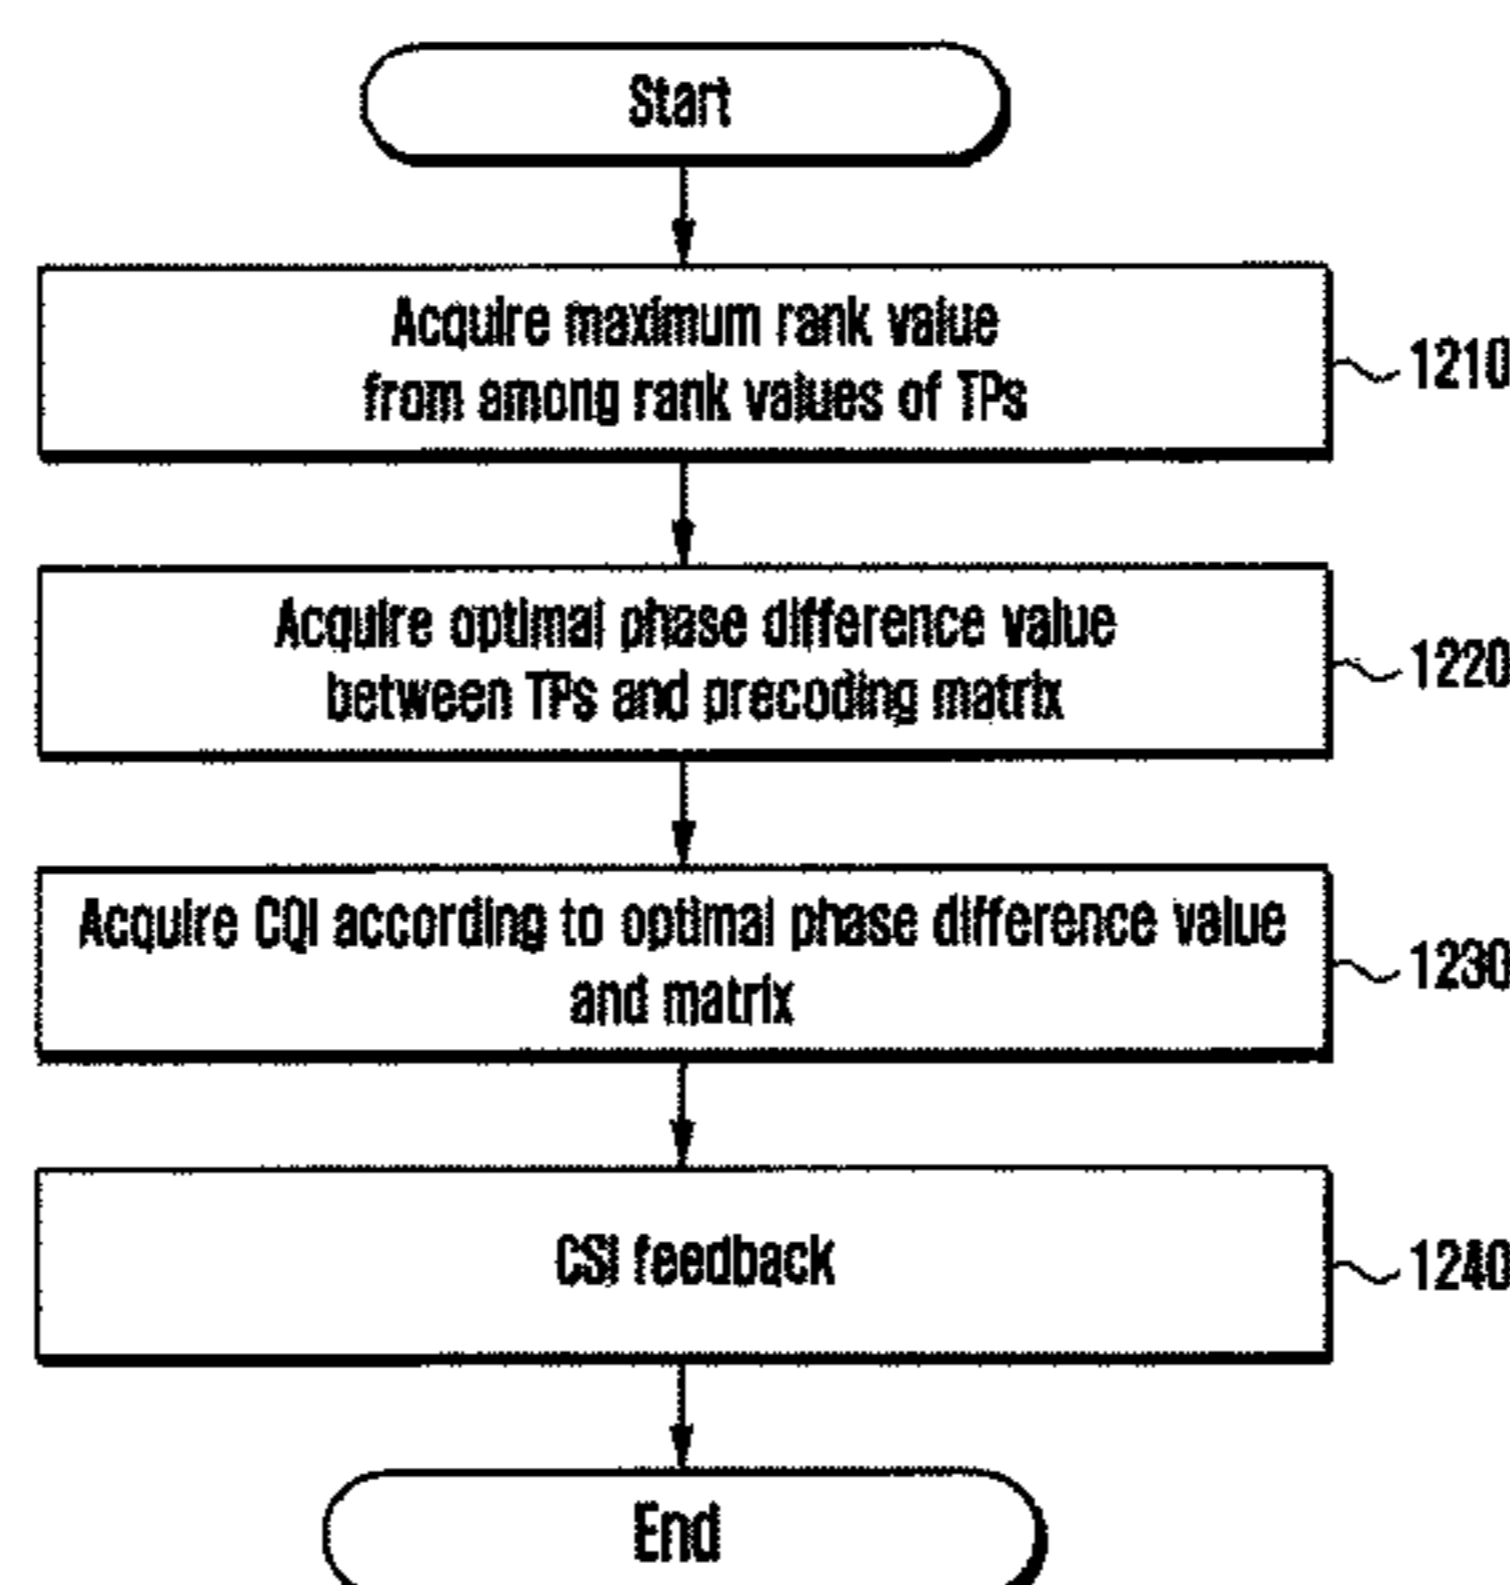 Start
Acquire maximum rank value
from among rank values of TPs
1210
Acquire optimal phase difference value
between TPs and precoding matrix
1220
Acquire CQI according to optimal phase difference value
and matrix
1230
CSI feedback
1240
End